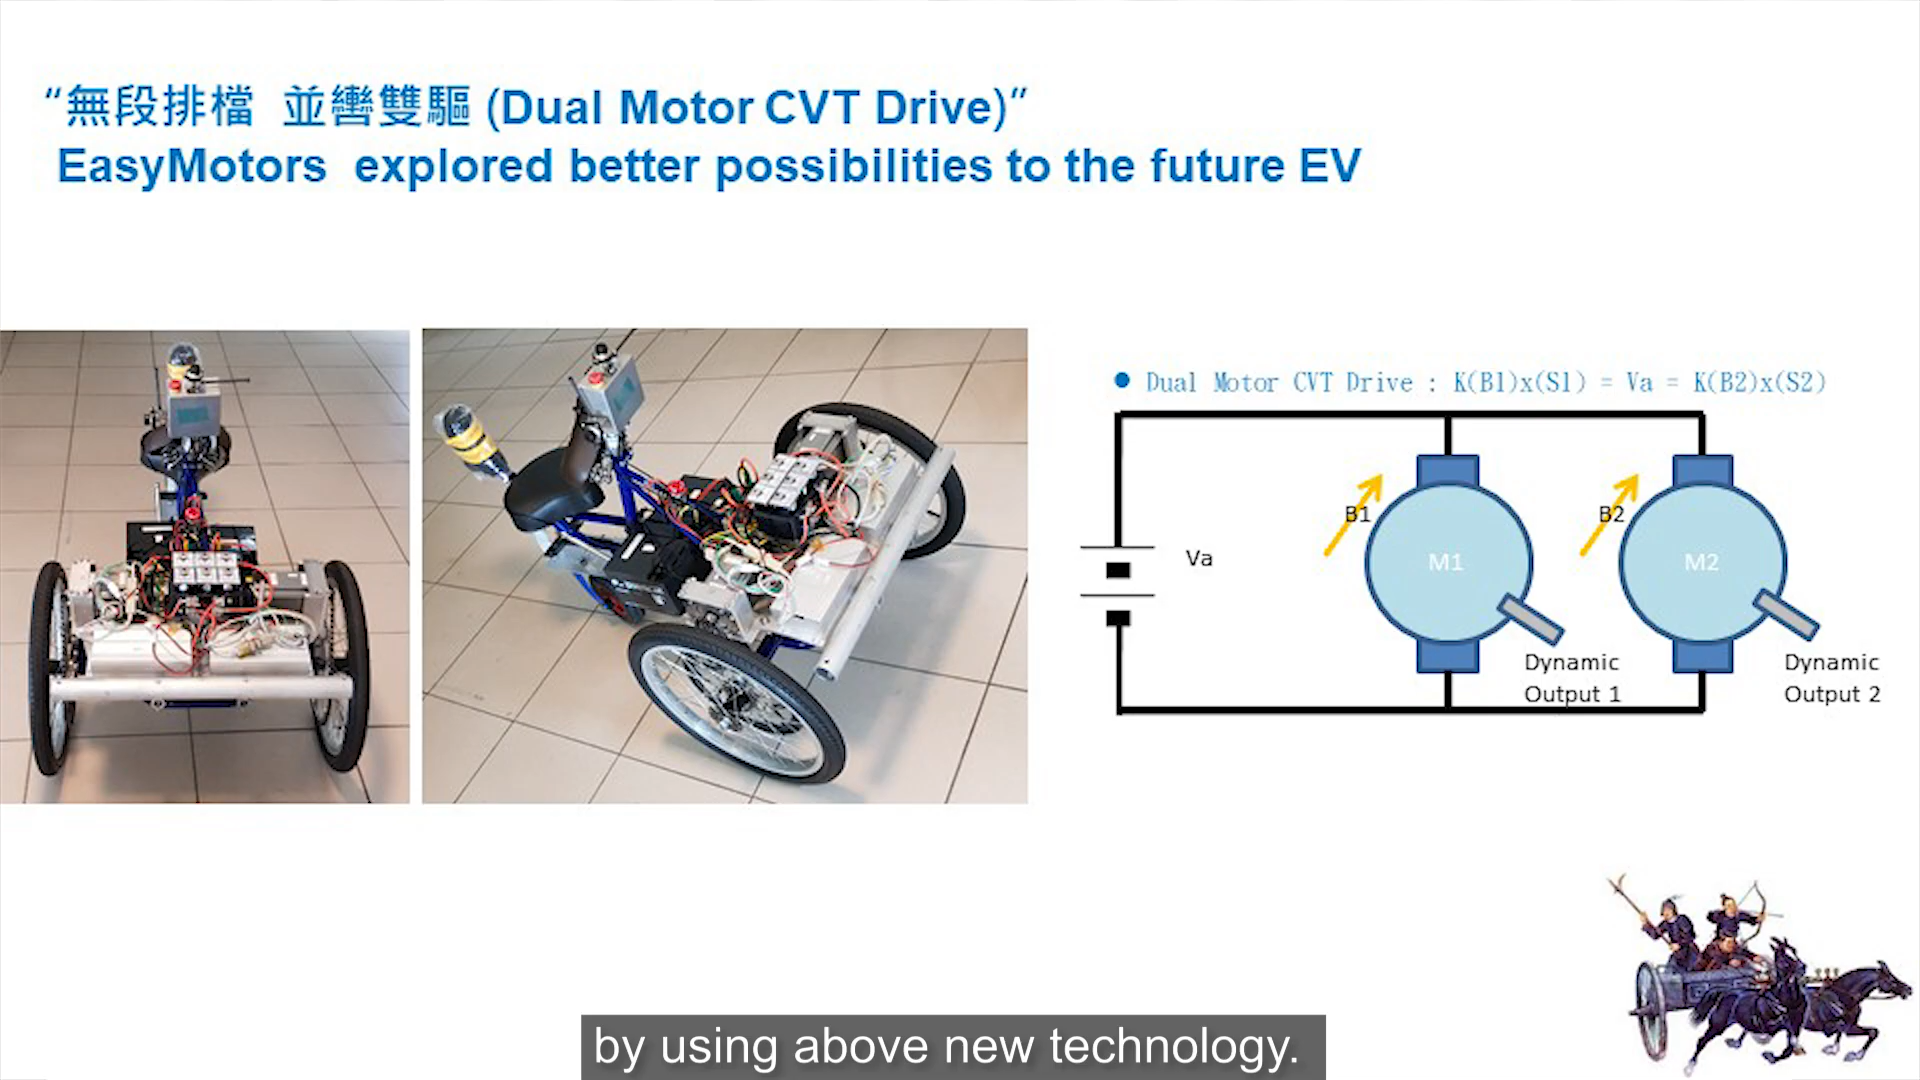 “無段排檔 並轡雙驅 (Dual Motor CVT Drive)”
EasyMotors explored better possibilities to the future EV
● Dual Motor CVT Drive : K(B1)x(S1) = Va = K(B2)x(S2)
Va
B1
M1
B2
M2
Dynamic
Output 1
Dynamic
Output 2
by using above new technology.